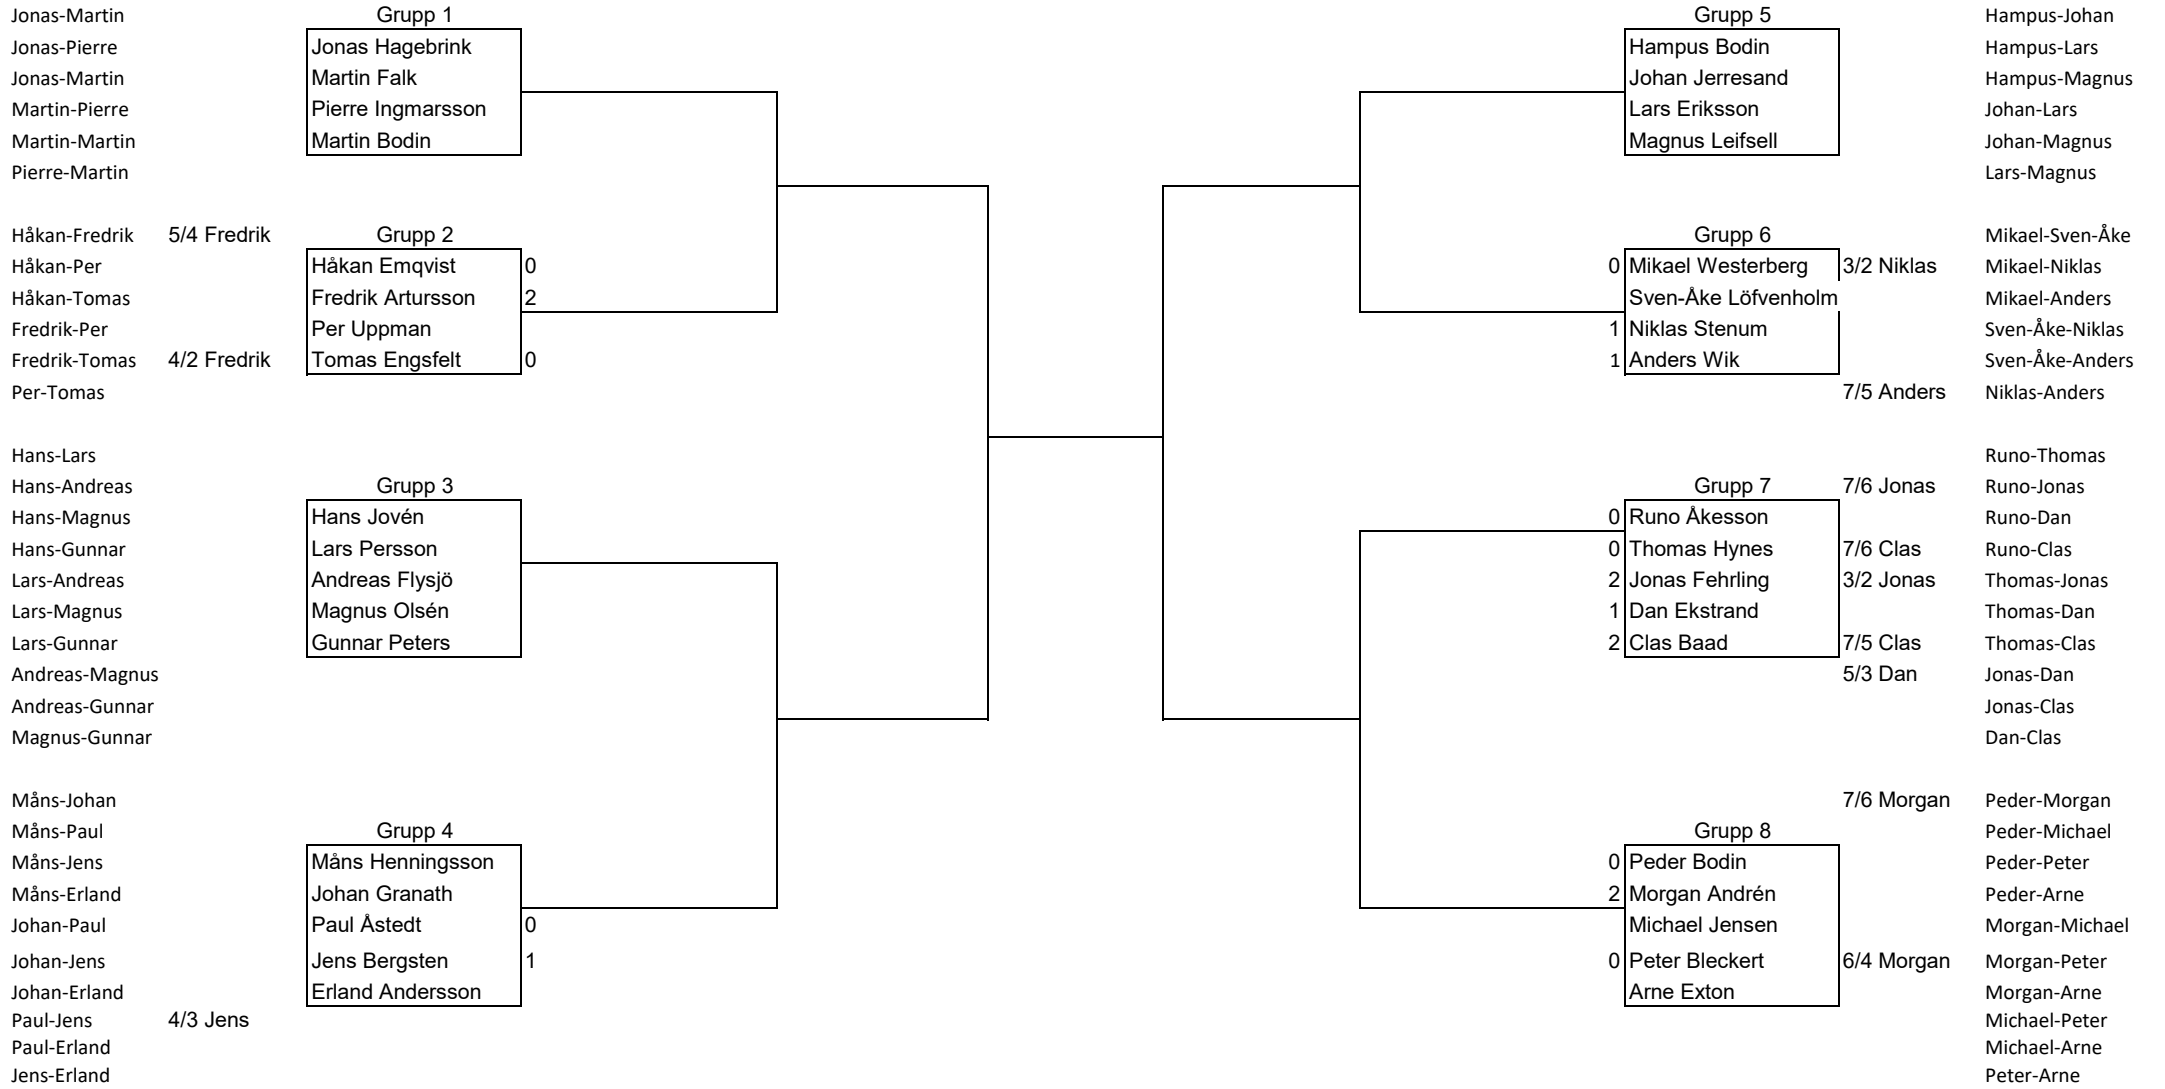 Jonas-Martin Grupp 1 Grupp 5 Hampus-Johan
Jonas-Pierre Jonas Hagebrink Hampus Bodin Hampus-Lars
Jonas-Martin Martin Falk Johan Jerresand Hampus-Magnus
Martin-Pierre Pierre Ingmarsson Lars Eriksson Johan-Lars
Martin-Martin Martin Bodin Magnus Leifsell Johan-Magnus
Pierre-Martin Lars-Magnus
Håkan-Fredrik 5/4 Fredrik Grupp 2 Grupp 6 Mikael-Sven-Åke
Håkan-Per Håkan Emqvist 0 0 Mikael Westerberg 3/2 Niklas Mikael-Niklas
Håkan-Tomas Fredrik Artursson 2 Sven-Åke Löfvenholm Mikael-Anders
Fredrik-Per Per Uppman 1 Niklas Stenum Sven-Åke-Niklas
Fredrik-Tomas 4/2 Fredrik Tomas Engsfelt 0 1 Anders Wik Sven-Åke-Anders
Per-Tomas 7/5 Anders Niklas-Anders
Hans-Lars Runo-Thomas
Hans-Andreas Grupp 3 Grupp 7 7/6 Jonas Runo-Jonas
Hans-Magnus Hans Jovén 0 Runo Åkesson Runo-Dan
Hans-Gunnar Lars Persson 0 Thomas Hynes 7/6 Clas Runo-Clas
Lars-Andreas Andreas Flysjö 2 Jonas Fehrling 3/2 Jonas Thomas-Jonas
Lars-Magnus Magnus Olsén 1 Dan Ekstrand Thomas-Dan
Lars-Gunnar Gunnar Peters 2 Clas Baad 7/5 Clas Thomas-Clas
Andreas-Magnus 5/3 Dan Jonas-Dan
Andreas-Gunnar Jonas-Clas
Magnus-Gunnar Dan-Clas
Måns-Johan 7/6 Morgan Peder-Morgan
Måns-Paul Grupp 4 Grupp 8 Peder-Michael
Måns-Jens Måns Henningsson 0 Peder Bodin Peder-Peter
Måns-Erland Johan Granath 2 Morgan Andrén Peder-Arne
Johan-Paul Paul Åstedt 0 Michael Jensen Morgan-Michael
Johan-Jens Jens Bergsten 1 0 Peter Bleckert 6/4 Morgan Morgan-Peter
Johan-Erland Erland Andersson Arne Exton Morgan-Arne
Paul-Jens 4/3 Jens Michael-Peter
Paul-Erland Michael-Arne
Jens-Erland Peter-Arne